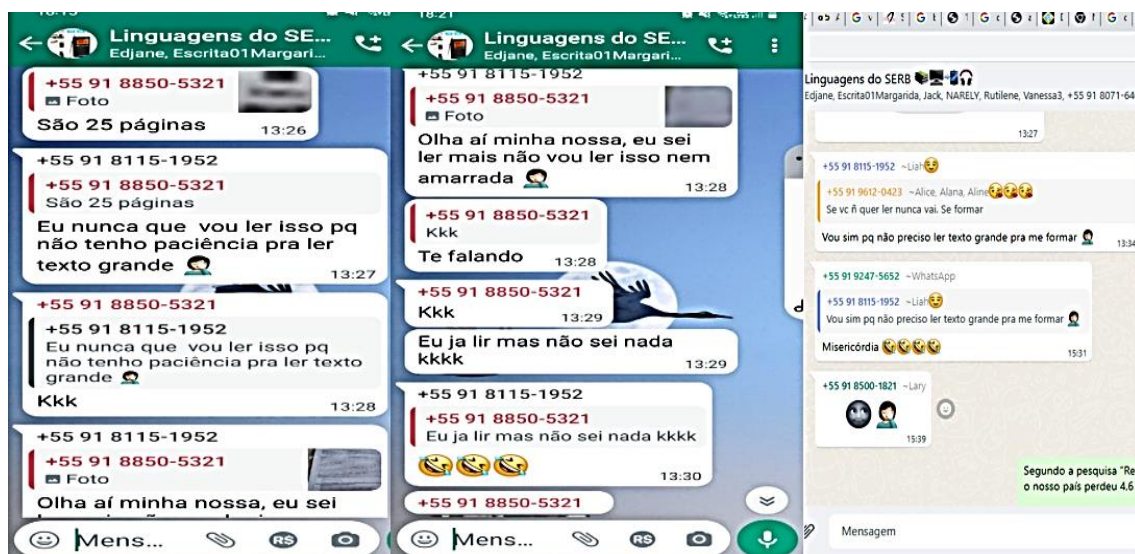 18:21
Linguagens do SE...
Edjane, Escrita01Margari...
+55 91 8850-5321
Foto
São 25 páginas
13:26
+55 91 8115-1952
+55 91 8850-5321
São 25 páginas
Eu nunca que vou ler isso pq
não tenho paciência pra ler
texto grande
13:27
+55 91 8850-5321
+55 91 8115-1952
Eu nunca que vou ler isso pq
não tenho paciência pra ler texto
grande
Kkk
13:28
+55 91 8115-1952
+55 91 8850-5321
Foto
Olha aí minha nossa, eu sei
Mens...
R$
Linguagens do SE...
Edjane, Escrita01Margari...
+55 91 8115-1952
+55 91 8850-5321
Foto
Olha aí minha nossa, eu sei
ler mais não vou ler isso nem
amarrada
13:28
+55 91 8850-5321
Kkk
Te falando
13:28
+55 91 8850-5321
Kkk
13:29
Eu ja lir mas não sei nada
kkkk
13:29
+55 91 8115-1952
+55 91 8850-5321
Eu ja lir mas não sei nada kkkk
13:30
+55 91 8850-5321
Mens...
R$
Linguagens do SERB
Edjane, Escrita01Margarida, Jack, NARELY, Rutilene, Vanessa3, +55 91 8071-64
13:27
+55 91 8115-1952 ~Liah
+55 91 9612-0423 ~Alice, Alana, Aline
Se vc ñ quer ler nunca vai. Se formar
Vou sim pq não preciso ler texto grande pra me formar
13:34
+55 91 9247-5652 ~WhatsApp
+55 91 8115-1952 ~Liah
Vou sim pq não preciso ler texto grande pra me formar
Misericórdia
15:31
+55 91 8500-1821 ~Lary
15:39
Segundo a pesquisa "Re
o nosso país perdeu 4.6
Mensagem